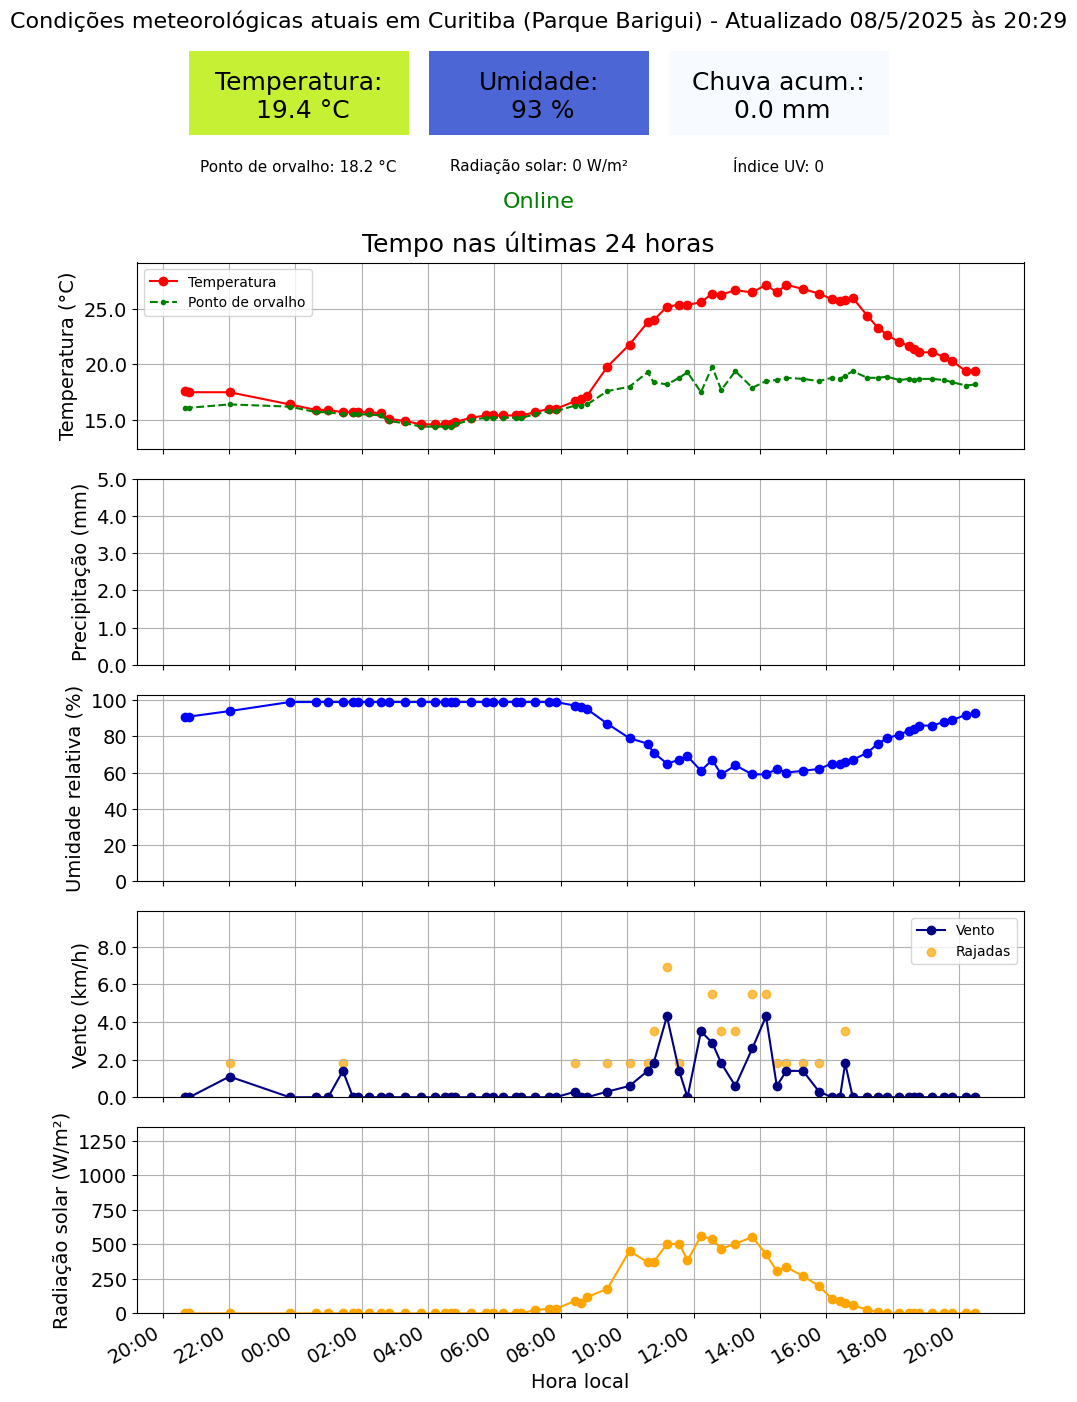 Condições meteorológicas atuais em Curitiba (Parque Barigui) - Atualizado 08/5/2025 às 20:29
Temperatura:
19.4 °C
Umidade:
93 %
Chuva acum.:
0.0 mm
Ponto de orvalho: 18.2 °C
Radiação solar: 0 W/m²
Índice UV: 0
Online
Tempo nas últimas 24 horas
Temperatura (°C)
25.0
20.0
15.0
Temperatura
Ponto de orvalho
Precipitação (mm)
5.0
4.0
3.0
2.0
1.0
0.0
Umidade relativa (%)
100
80
60
40
20
0
Vento (km/h)
8.0
6.0
4.0
2.0
0.0
Vento
Rajadas
Radiação solar (W/m²)
1250
1000
750
500
250
0
20:00
22:00
00:00
02:00
04:00
06:00
08:00
10:00
12:00
14:00
16:00
18:00
20:00
Hora local